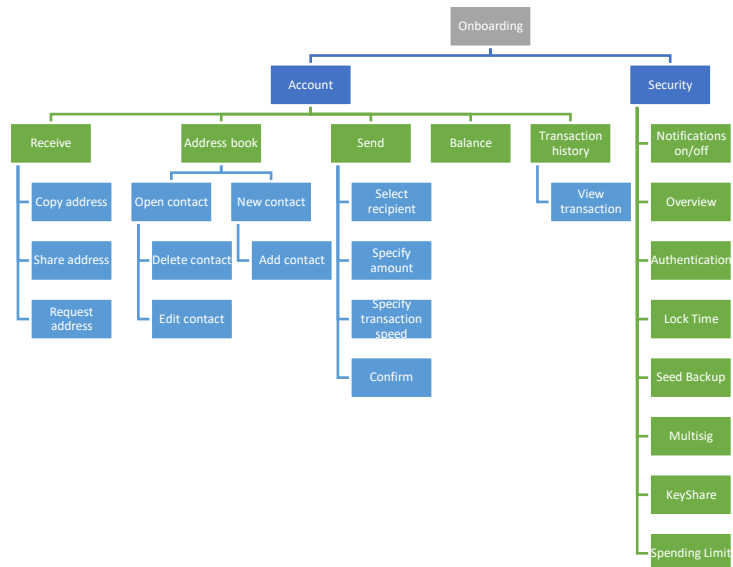 Onboarding
Account
Security
Receive
Address book
Send
Balance
Transaction
history
Notifications
on/off
Copy address
Open contact
New contact
Select
recipient
View
transaction
Overview
Share address
Delete contact
Add contact
Specify
amount
Authentication
Request
address
Edit contact
Specify
transaction
speed
Lock Time
Confirm
Seed Backup
Multisig
KeyShare
Spending Limit